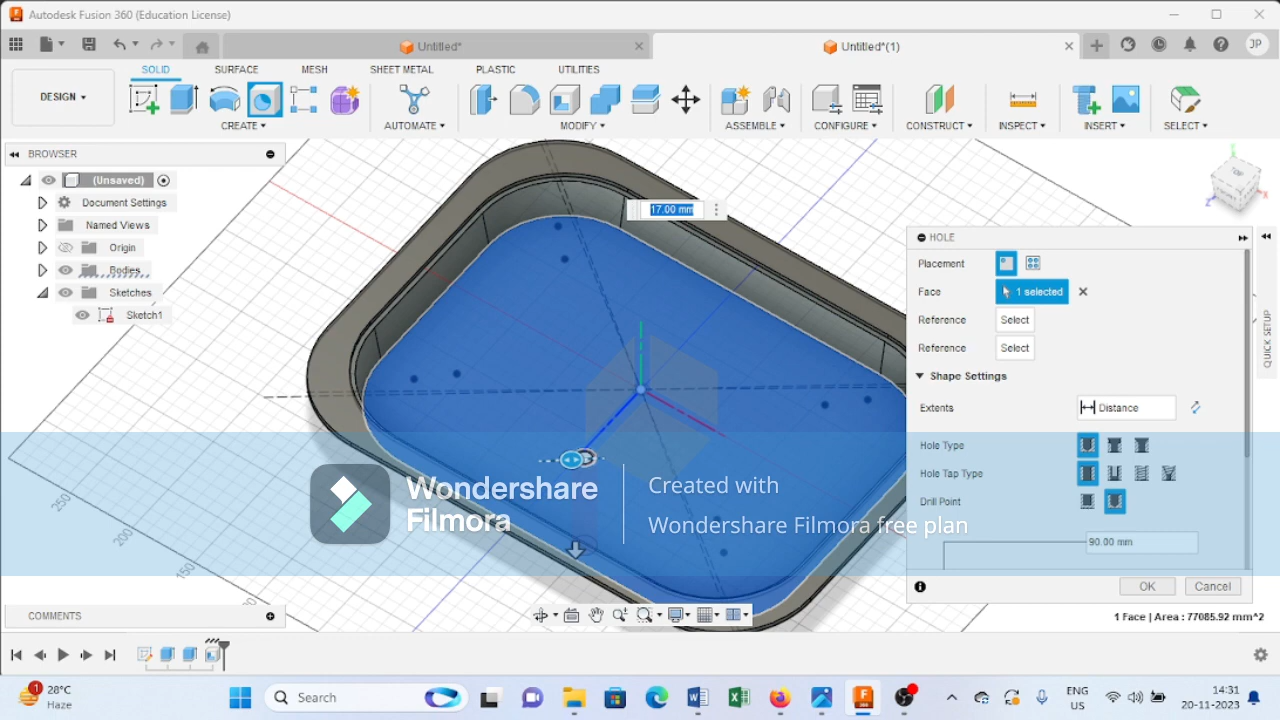 Autodesk Fusion 360 (Education License)
Untitled*
Untitled*(1)
JP
SOLID SURFACE MESH SHEET METAL PLASTIC UTILITIES
DESIGN
CREATE AUTOMATE MODIFY ASSEMBLE CONFIGURE CONSTRUCT INSPECT INSERT SELECT
BROWSER
(Unsaved)
Document Settings
Named Views
Origin
Bodies
Sketches
Sketch1
17.00 mm
HOLE
Placement
Face 1 selected
Reference Select
Reference Select
Shape Settings
Extents Distance
Hole Type
Hole Tap Type
Drill Point
90.00 mm
OK Cancel
QUICK SETUP
250
200
150
Wondershare
Filmora
Created with
Wondershare Filmora free plan
COMMENTS
1 Face | Area : 77085.92 mm^2
1
28°C
Haze
Search
ENG
US
14:31
20-11-2023